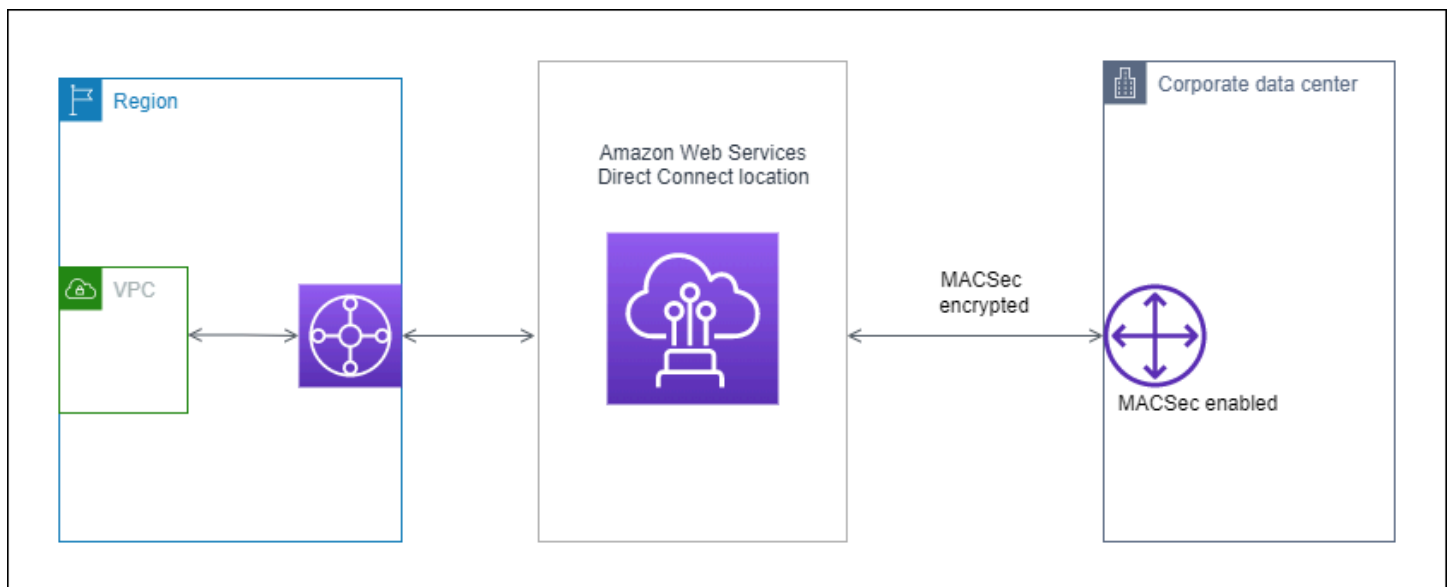 Region
VPC
Amazon Web Services
Direct Connect location
MACSec
encrypted
Corporate data center
MACSec enabled